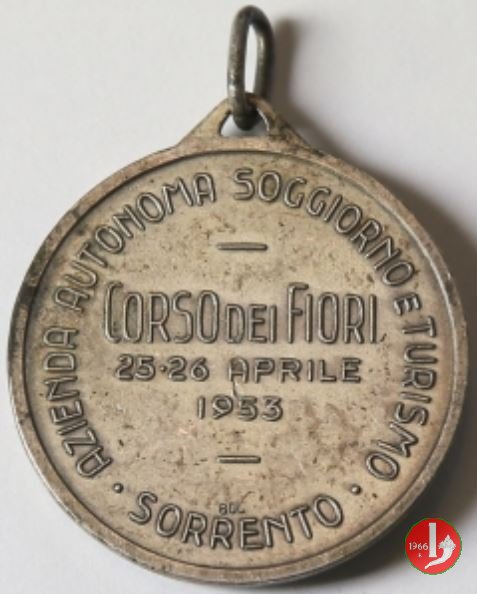 AZIENDA AUTONOMA SOGGIORNO E TURISMO
CORSO DEI FIORI
25·26 APRILE
1953
· SORRENTO ·
1966